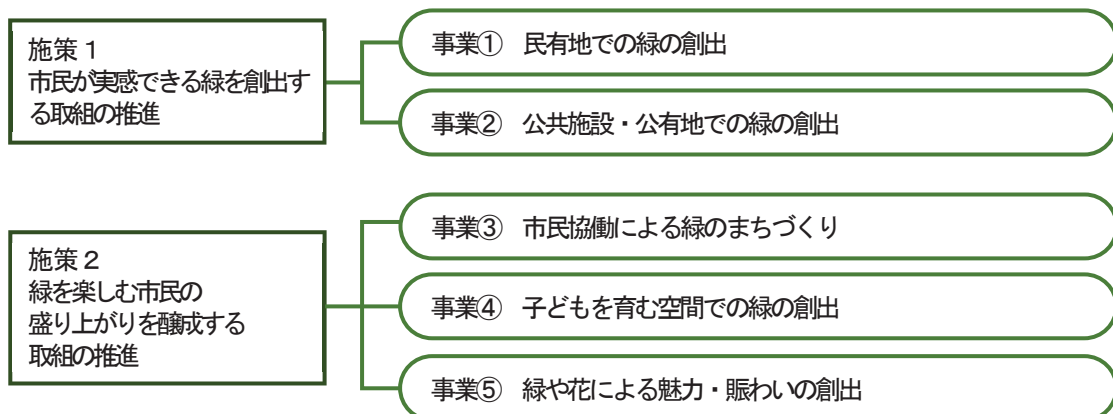 施策１
市民が実感できる緑を創出す
る取組の推進
事業① 民有地での緑の創出
事業② 公共施設・公有地での緑の創出
施策２
緑を楽しむ市民の
盛り上がりを醸成する
取組の推進
事業③ 市民協働による緑のまちづくり
事業④ 子どもを育む空間での緑の創出
事業⑤ 緑や花による魅力・賑わいの創出